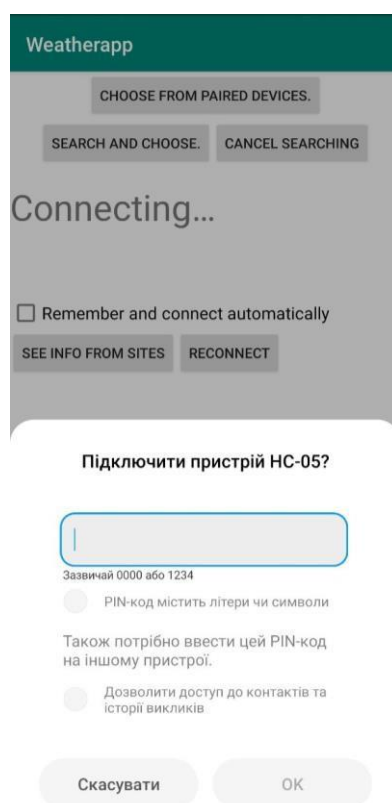 Weatherapp
CHOOSE FROM PAIRED DEVICES.
SEARCH AND CHOOSE. CANCEL SEARCHING
Connecting...
Remember and connect automatically
SEE INFO FROM SITES RECONNECT
Підключити пристрій HC-05?
Зазвичай 0000 або 1234
PIN-код містить літери чи символи
Також потрібно ввести цей PIN-код
на іншому пристрої.
Дозволити доступ до контактів та
історії викликів
Скасувати OK